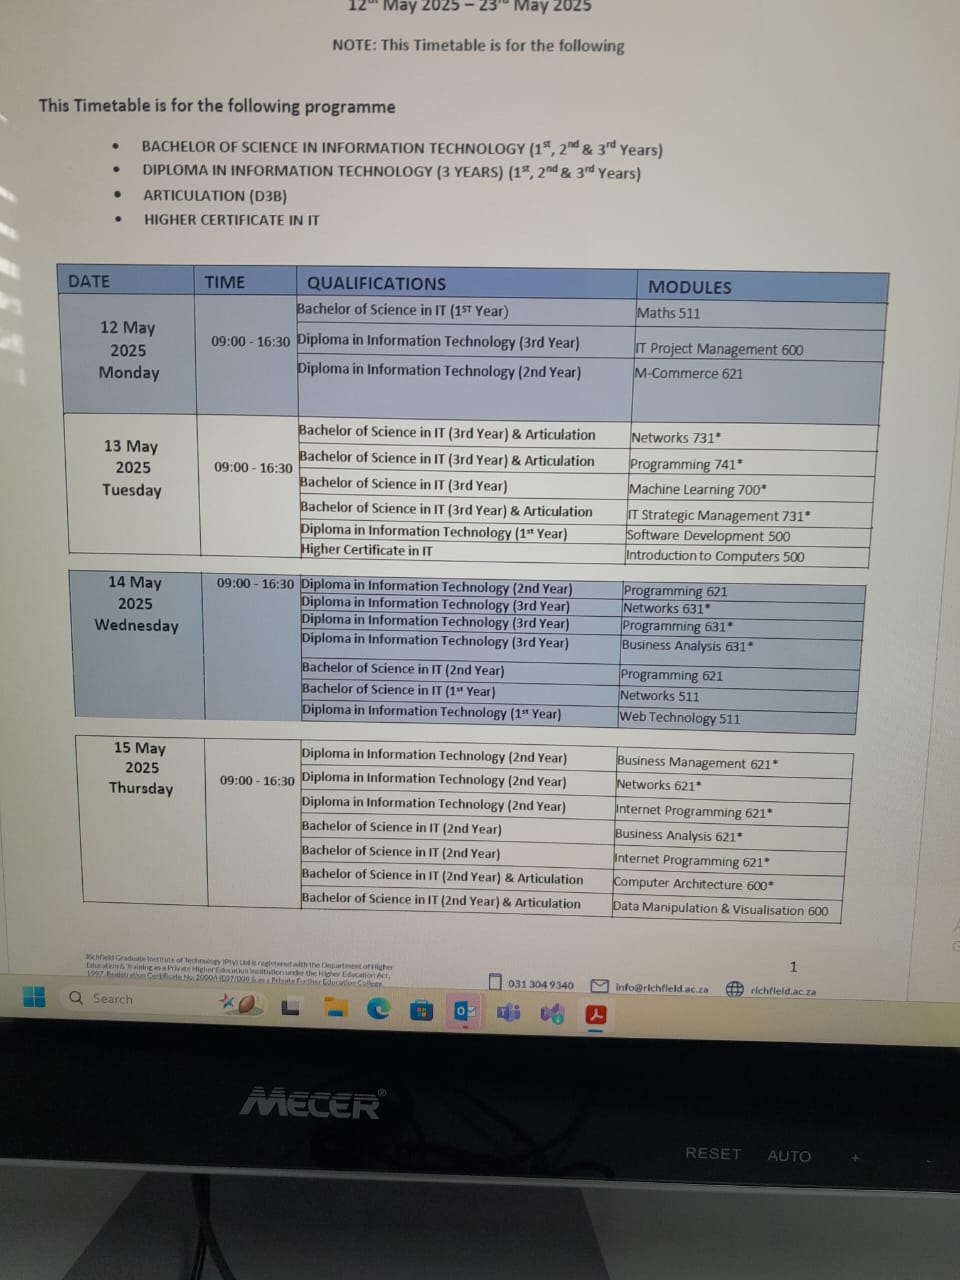 12th May 2025 – 23rd May 2025
NOTE: This Timetable is for the following
This Timetable is for the following programme
• BACHELOR OF SCIENCE IN INFORMATION TECHNOLOGY (1st, 2nd & 3rd Years)
• DIPLOMA IN INFORMATION TECHNOLOGY (3 YEARS) (1st, 2nd & 3rd Years)
• ARTICULATION (D3B)
• HIGHER CERTIFICATE IN IT
DATE TIME QUALIFICATIONS MODULES
12 May 2025 Monday 09:00 - 16:30
Bachelor of Science in IT (1ST Year) Maths 511
Diploma in Information Technology (3rd Year) IT Project Management 600
Diploma in Information Technology (2nd Year) M-Commerce 621
13 May 2025 Tuesday 09:00 - 16:30
Bachelor of Science in IT (3rd Year) & Articulation Networks 731*
Bachelor of Science in IT (3rd Year) & Articulation Programming 741*
Bachelor of Science in IT (3rd Year) Machine Learning 700*
Bachelor of Science in IT (3rd Year) & Articulation IT Strategic Management 731*
Diploma in Information Technology (1st Year) Software Development 500
Higher Certificate in IT Introduction to Computers 500
14 May 2025 Wednesday 09:00 - 16:30
Diploma in Information Technology (2nd Year) Programming 621
Diploma in Information Technology (3rd Year) Networks 631*
Diploma in Information Technology (3rd Year) Programming 631*
Diploma in Information Technology (3rd Year) Business Analysis 631*
Bachelor of Science in IT (2nd Year) Programming 621
Bachelor of Science in IT (1st Year) Networks 511
Diploma in Information Technology (1st Year) Web Technology 511
15 May 2025 Thursday 09:00 - 16:30
Diploma in Information Technology (2nd Year) Business Management 621*
Diploma in Information Technology (2nd Year) Networks 621*
Diploma in Information Technology (2nd Year) Internet Programming 621*
Bachelor of Science in IT (2nd Year) Business Analysis 621*
Bachelor of Science in IT (2nd Year) Internet Programming 621*
Bachelor of Science in IT (2nd Year) & Articulation Computer Architecture 600*
Bachelor of Science in IT (2nd Year) & Articulation Data Manipulation & Visualisation 600
1
Richfield Graduate Institute of Technology (Pty) Ltd is registered with the Department of Higher
Education & Training as a Private Higher Education Institution under the Higher Education Act,
1997. Registration Certificate No. 2000/HE07/008 & as a Private Further Education College
031 304 9340 info@richfield.ac.za richfield.ac.za
Search
MECER®
RESET AUTO + -